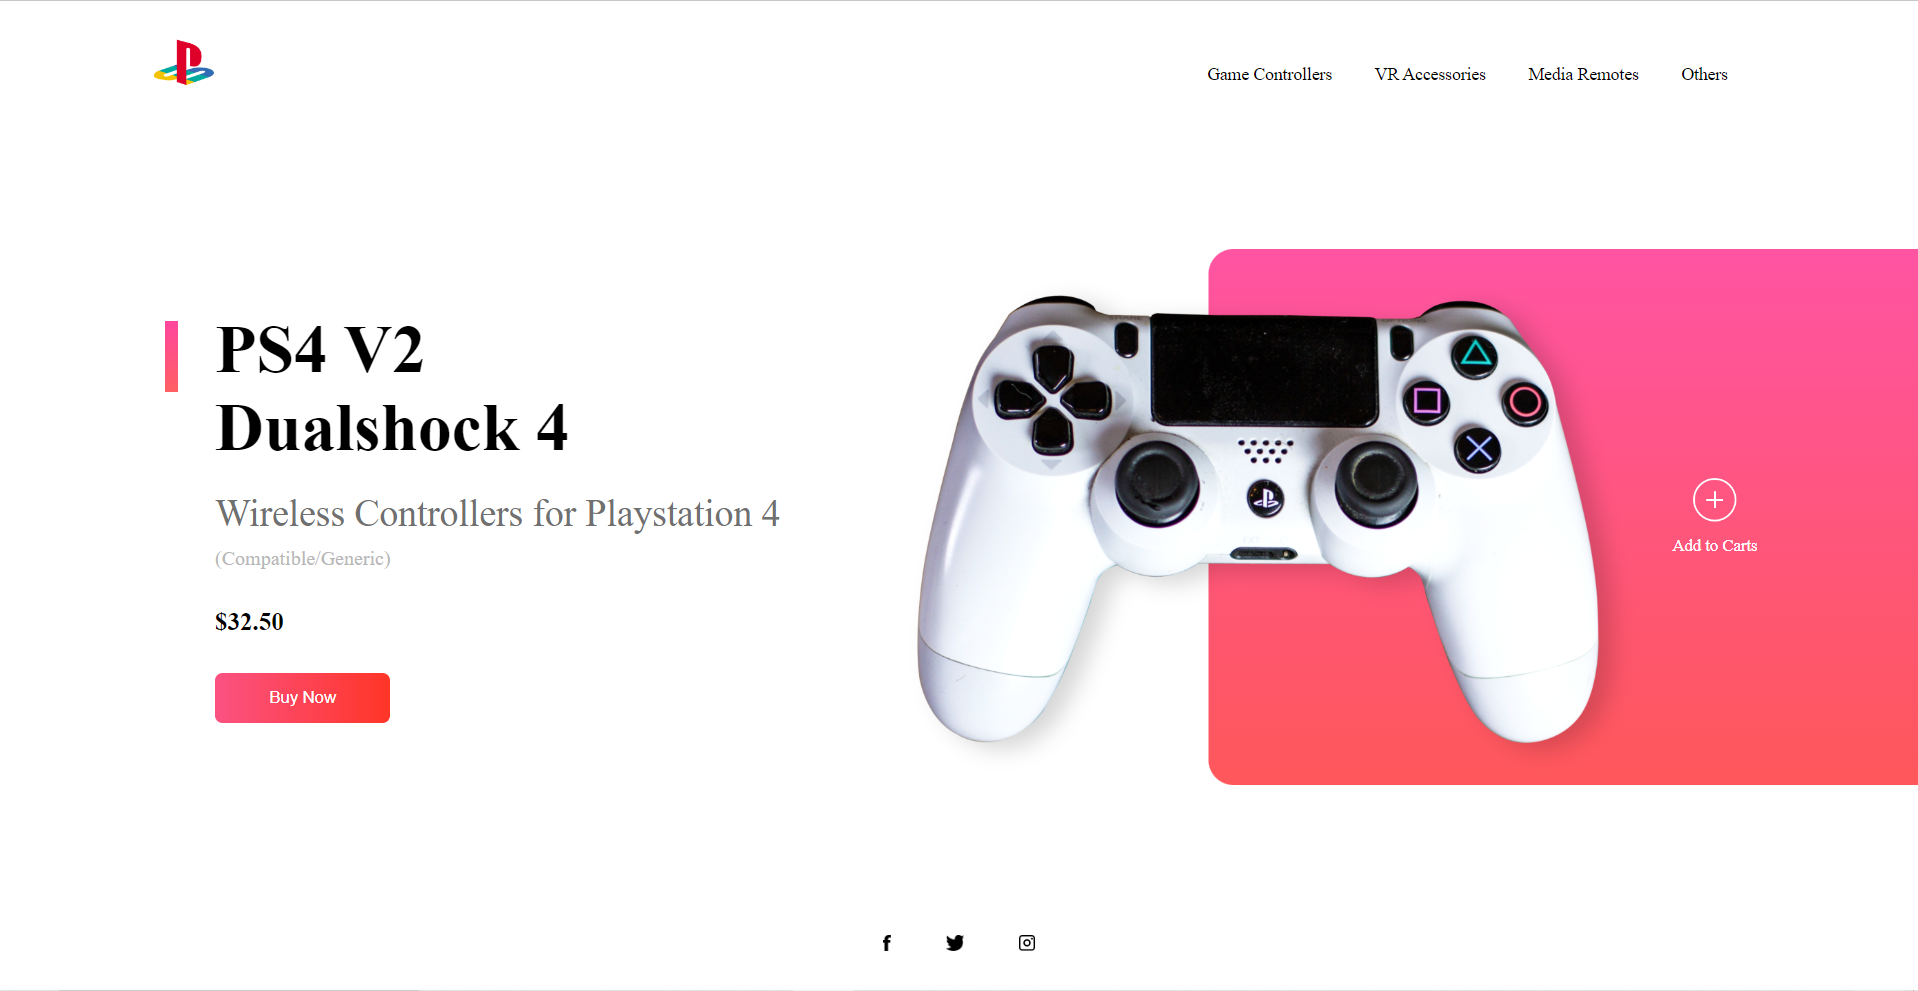 Game Controllers
VR Accessories
Media Remotes
Others
PS4 V2
Dualshock 4
Wireless Controllers for Playstation 4
(Compatible/Generic)
$32.50
Buy Now
Add to Carts